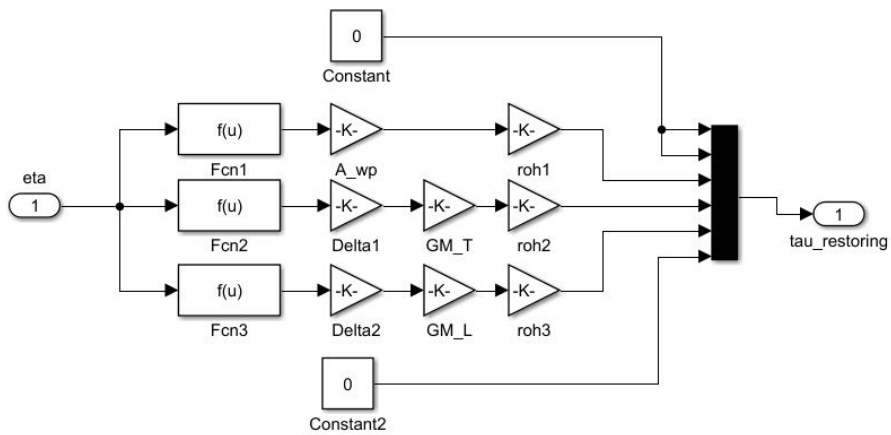 0
Constant
f(u)
-K-
-K-
Fcn1
A_wp
roh1
eta
1
f(u)
-K-
-K-
-K-
1
Fcn2
Delta1
GM_T
roh2
tau_restoring
f(u)
-K-
-K-
-K-
Fcn3
Delta2
GM_L
roh3
0
Constant2